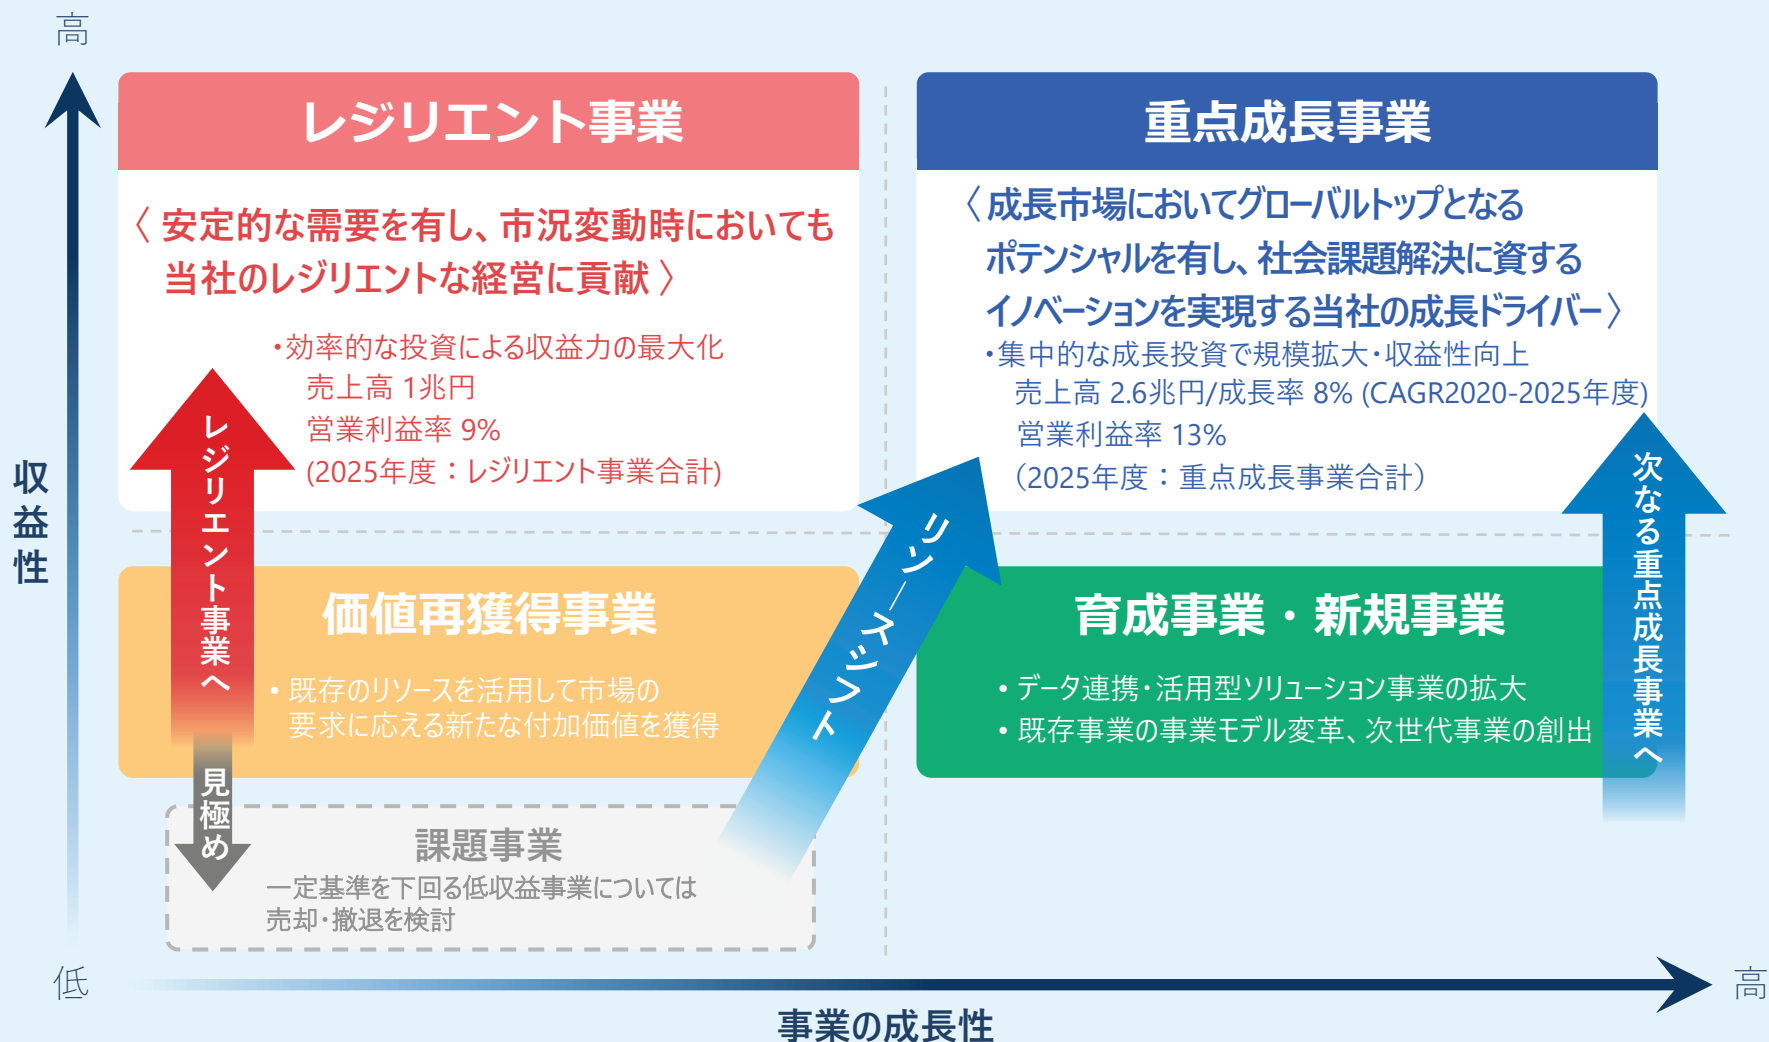 高
収益性
低
レジリエント事業
〈 安定的な需要を有し、市況変動時においても
当社のレジリエントな経営に貢献 〉
・効率的な投資による収益力の最大化
売上高 1兆円
営業利益率 9%
(2025年度：レジリエント事業合計)
レジリエント事業へ
重点成長事業
〈 成長市場においてグローバルトップとなる
ポテンシャルを有し、社会課題解決に資する
イノベーションを実現する当社の成長ドライバー 〉
・集中的な成長投資で規模拡大・収益性向上
売上高 2.6兆円/成長率 8% (CAGR2020-2025年度)
営業利益率 13%
（2025年度：重点成長事業合計）
次なる重点成長事業へ
価値再獲得事業
• 既存のリソースを活用して市場の
要求に応える新たな付加価値を獲得
見極め
リソースシフト
育成事業・新規事業
• データ連携・活用型ソリューション事業の拡大
• 既存事業の事業モデル変革、次世代事業の創出
課題事業
一定基準を下回る低収益事業については
売却・撤退を検討
事業の成長性
高